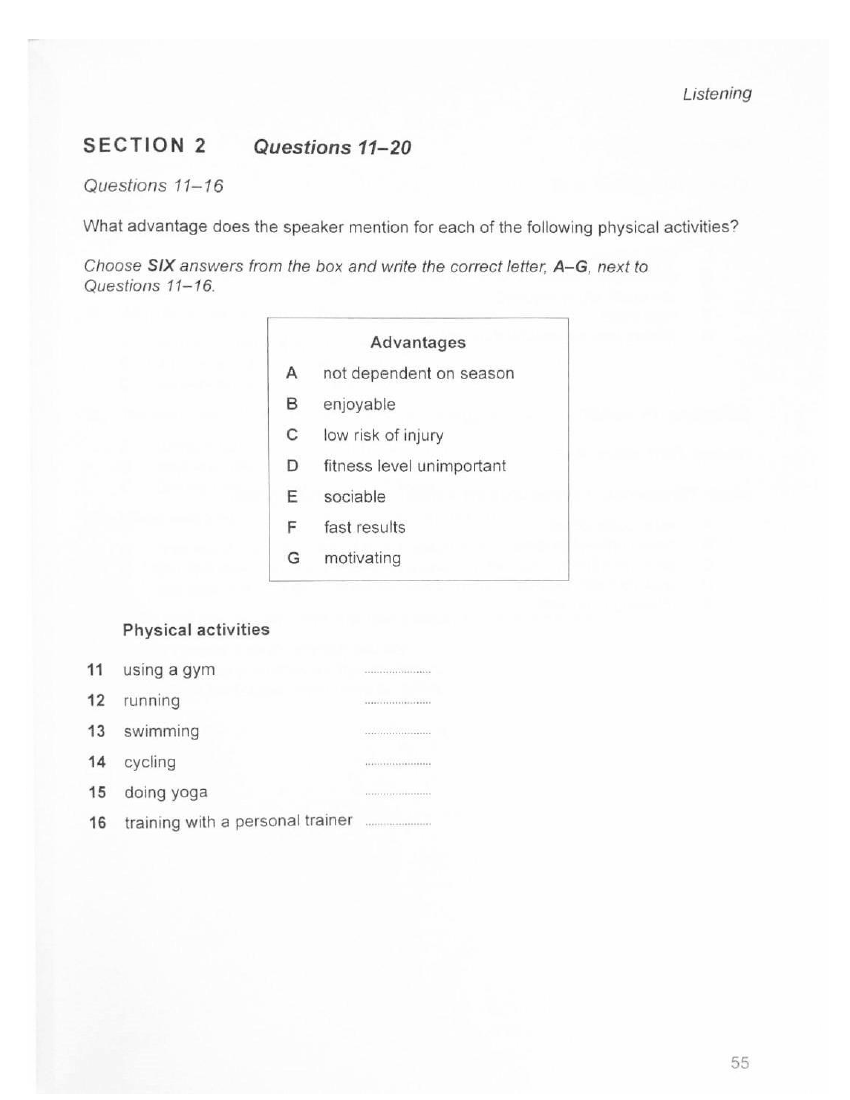 Listening
SECTION 2 Questions 11–20
Questions 11–16
What advantage does the speaker mention for each of the following physical activities?
Choose SIX answers from the box and write the correct letter, A–G, next to
Questions 11–16.
Advantages
A not dependent on season
B enjoyable
C low risk of injury
D fitness level unimportant
E sociable
F fast results
G motivating
Physical activities
11 using a gym ......................
12 running ......................
13 swimming ......................
14 cycling ......................
15 doing yoga ......................
16 training with a personal trainer ......................
55